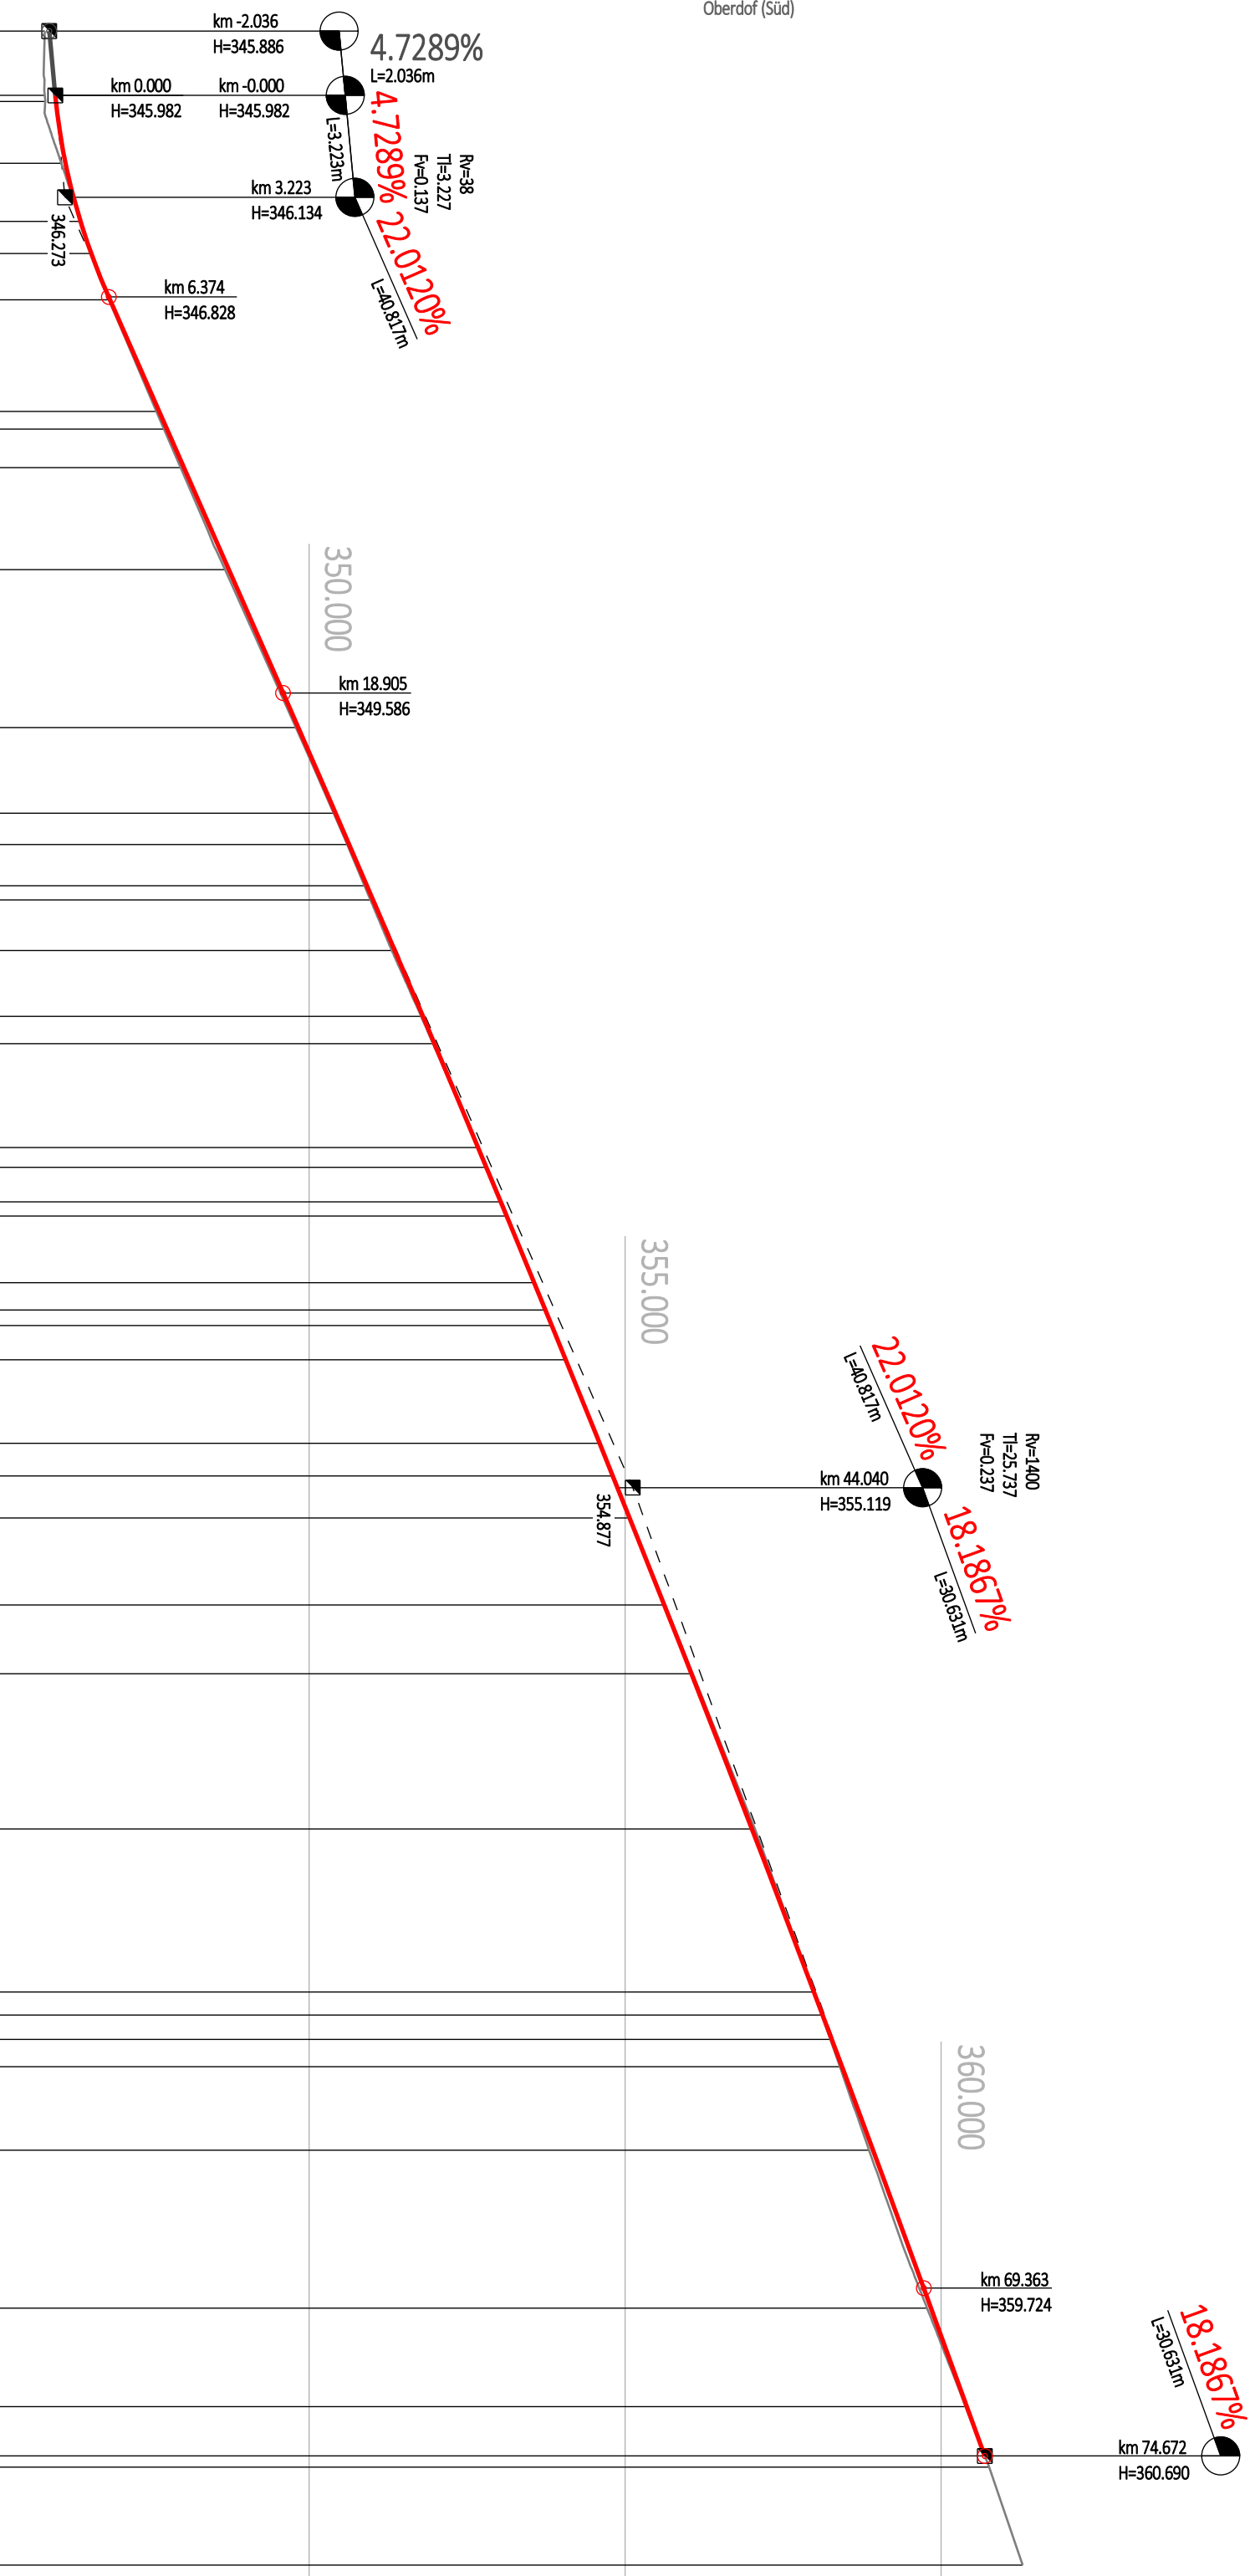 Oberdof (Süd)
km -2.036
H=345.886
4.7289%
L=2.036m
km 0.000
H=345.982
km -0.000
H=345.982
4.7289%
L=3.223m
Rv=38
Tl=3.227
Fv=0.137
km 3.223
H=346.134
22.0120%
L=40.817m
346.273
km 6.374
H=346.828
350.000
km 18.905
H=349.586
355.000
22.0120%
L=40.817m
Rv=1400
Tl=25.737
Fv=0.237
km 44.040
H=355.119
354.877
18.1867%
L=30.631m
360.000
km 69.363
H=359.724
18.1867%
L=30.631m
km 74.672
H=360.690